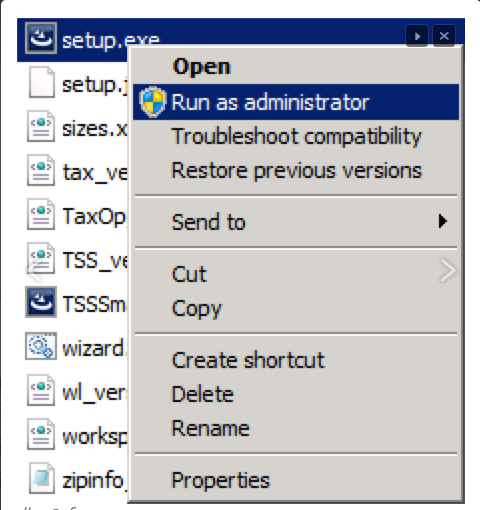 setup.exe
Open
setup.j
Run as administrator
sizes.x
Troubleshoot compatibility
tax_ve
Restore previous versions
TaxOp
Send to
TSS_ve
Cut
TSSSm
Copy
wizard.
Create shortcut
wl_ver
Delete
worksp
Rename
zipinfo_
Properties